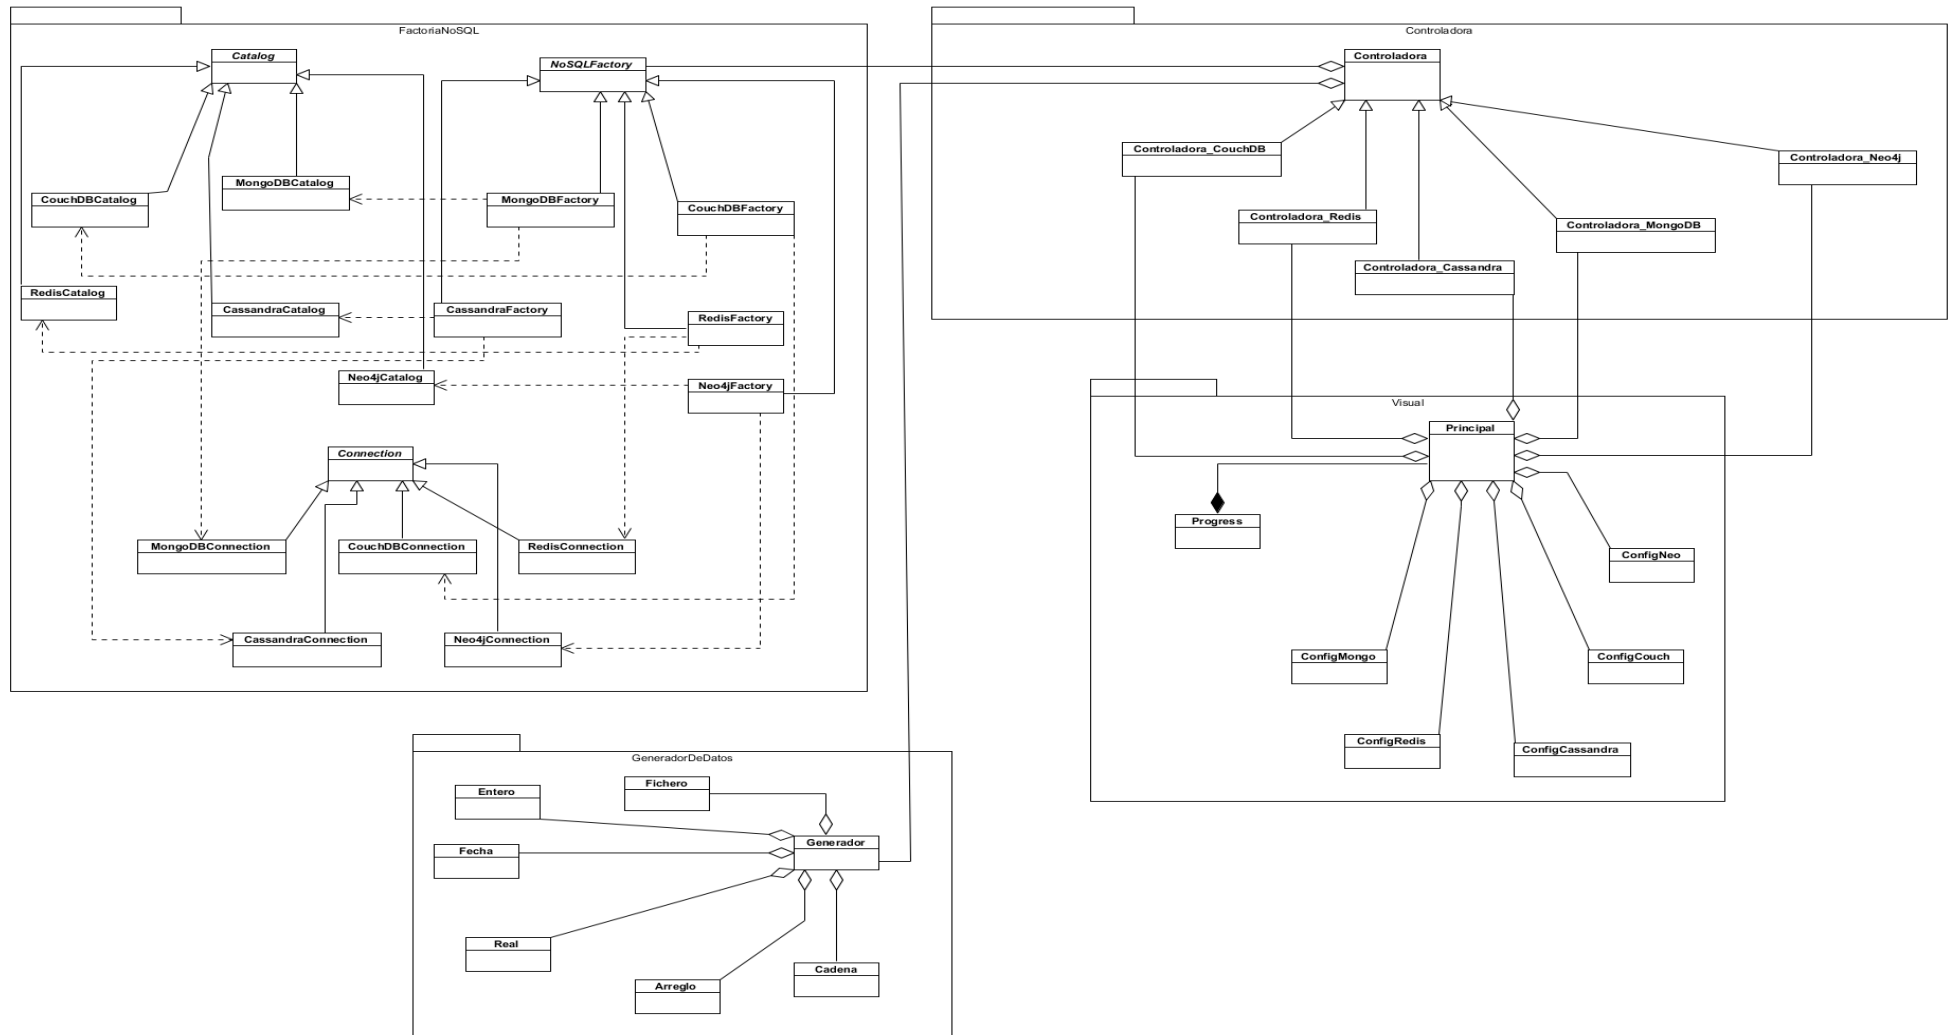 FactoriaNoSQL
Catalog
NoSQLFactory
MongoDBCatalog
CouchDBCatalog
MongoDBFactory
CouchDBFactory
RedisCatalog
CassandraCatalog
CassandraFactory
RedisFactory
Neo4jCatalog
Neo4jFactory
Connection
MongoDBConnection
CouchDBConnection
RedisConnection
CassandraConnection
Neo4jConnection
Controladora
Controladora
Controladora_CouchDB
Controladora_Neo4j
Controladora_Redis
Controladora_MongoDB
Controladora_Cassandra
Visual
Principal
Progress
ConfigNeo
ConfigMongo
ConfigCouch
ConfigRedis
ConfigCassandra
GeneradorDeDatos
Fichero
Entero
Generador
Fecha
Real
Cadena
Arreglo